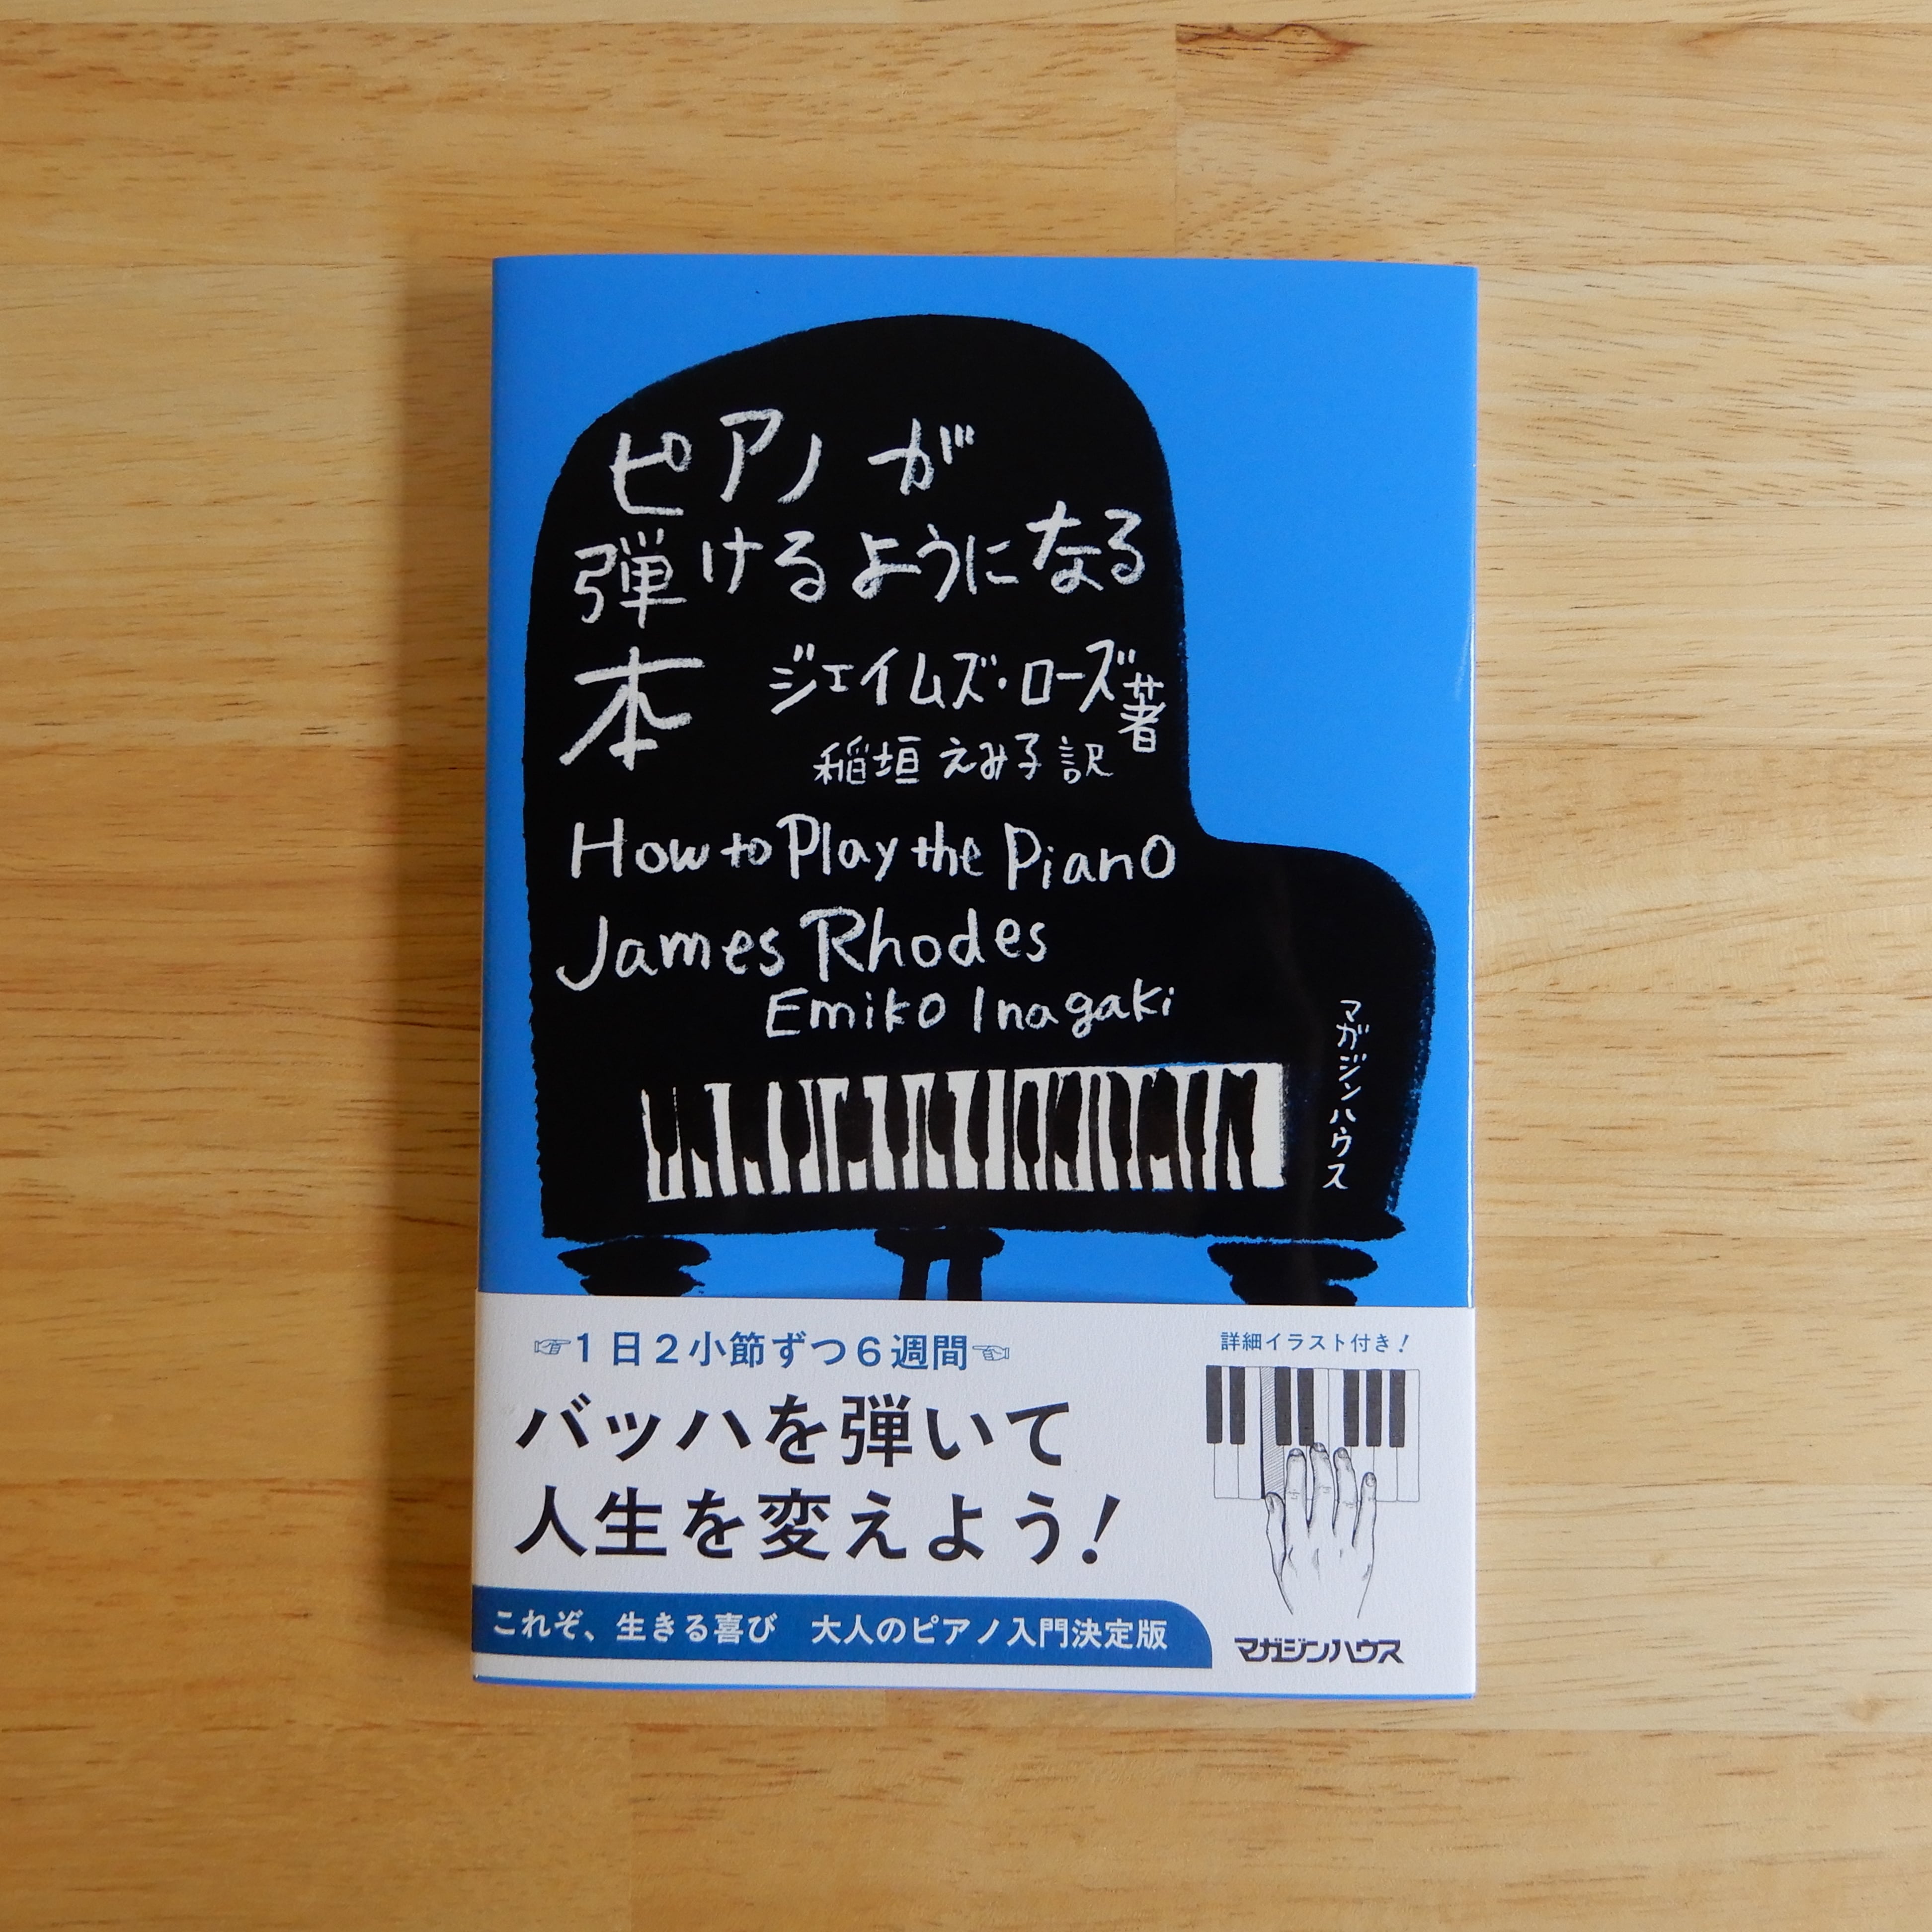 ピアノが
弾けるようになる
本
ジェイムズ・ローズ著
稲垣えみ子 訳
How to Play the Piano
James Rhodes
Emiko Inagaki
マガジンハウス
☞1日2小節ずつ6週間☜
バッハを弾いて
人生を変えよう!
詳細イラスト付き!
これぞ、生きる喜び 大人のピアノ入門決定版
マガジンハウス